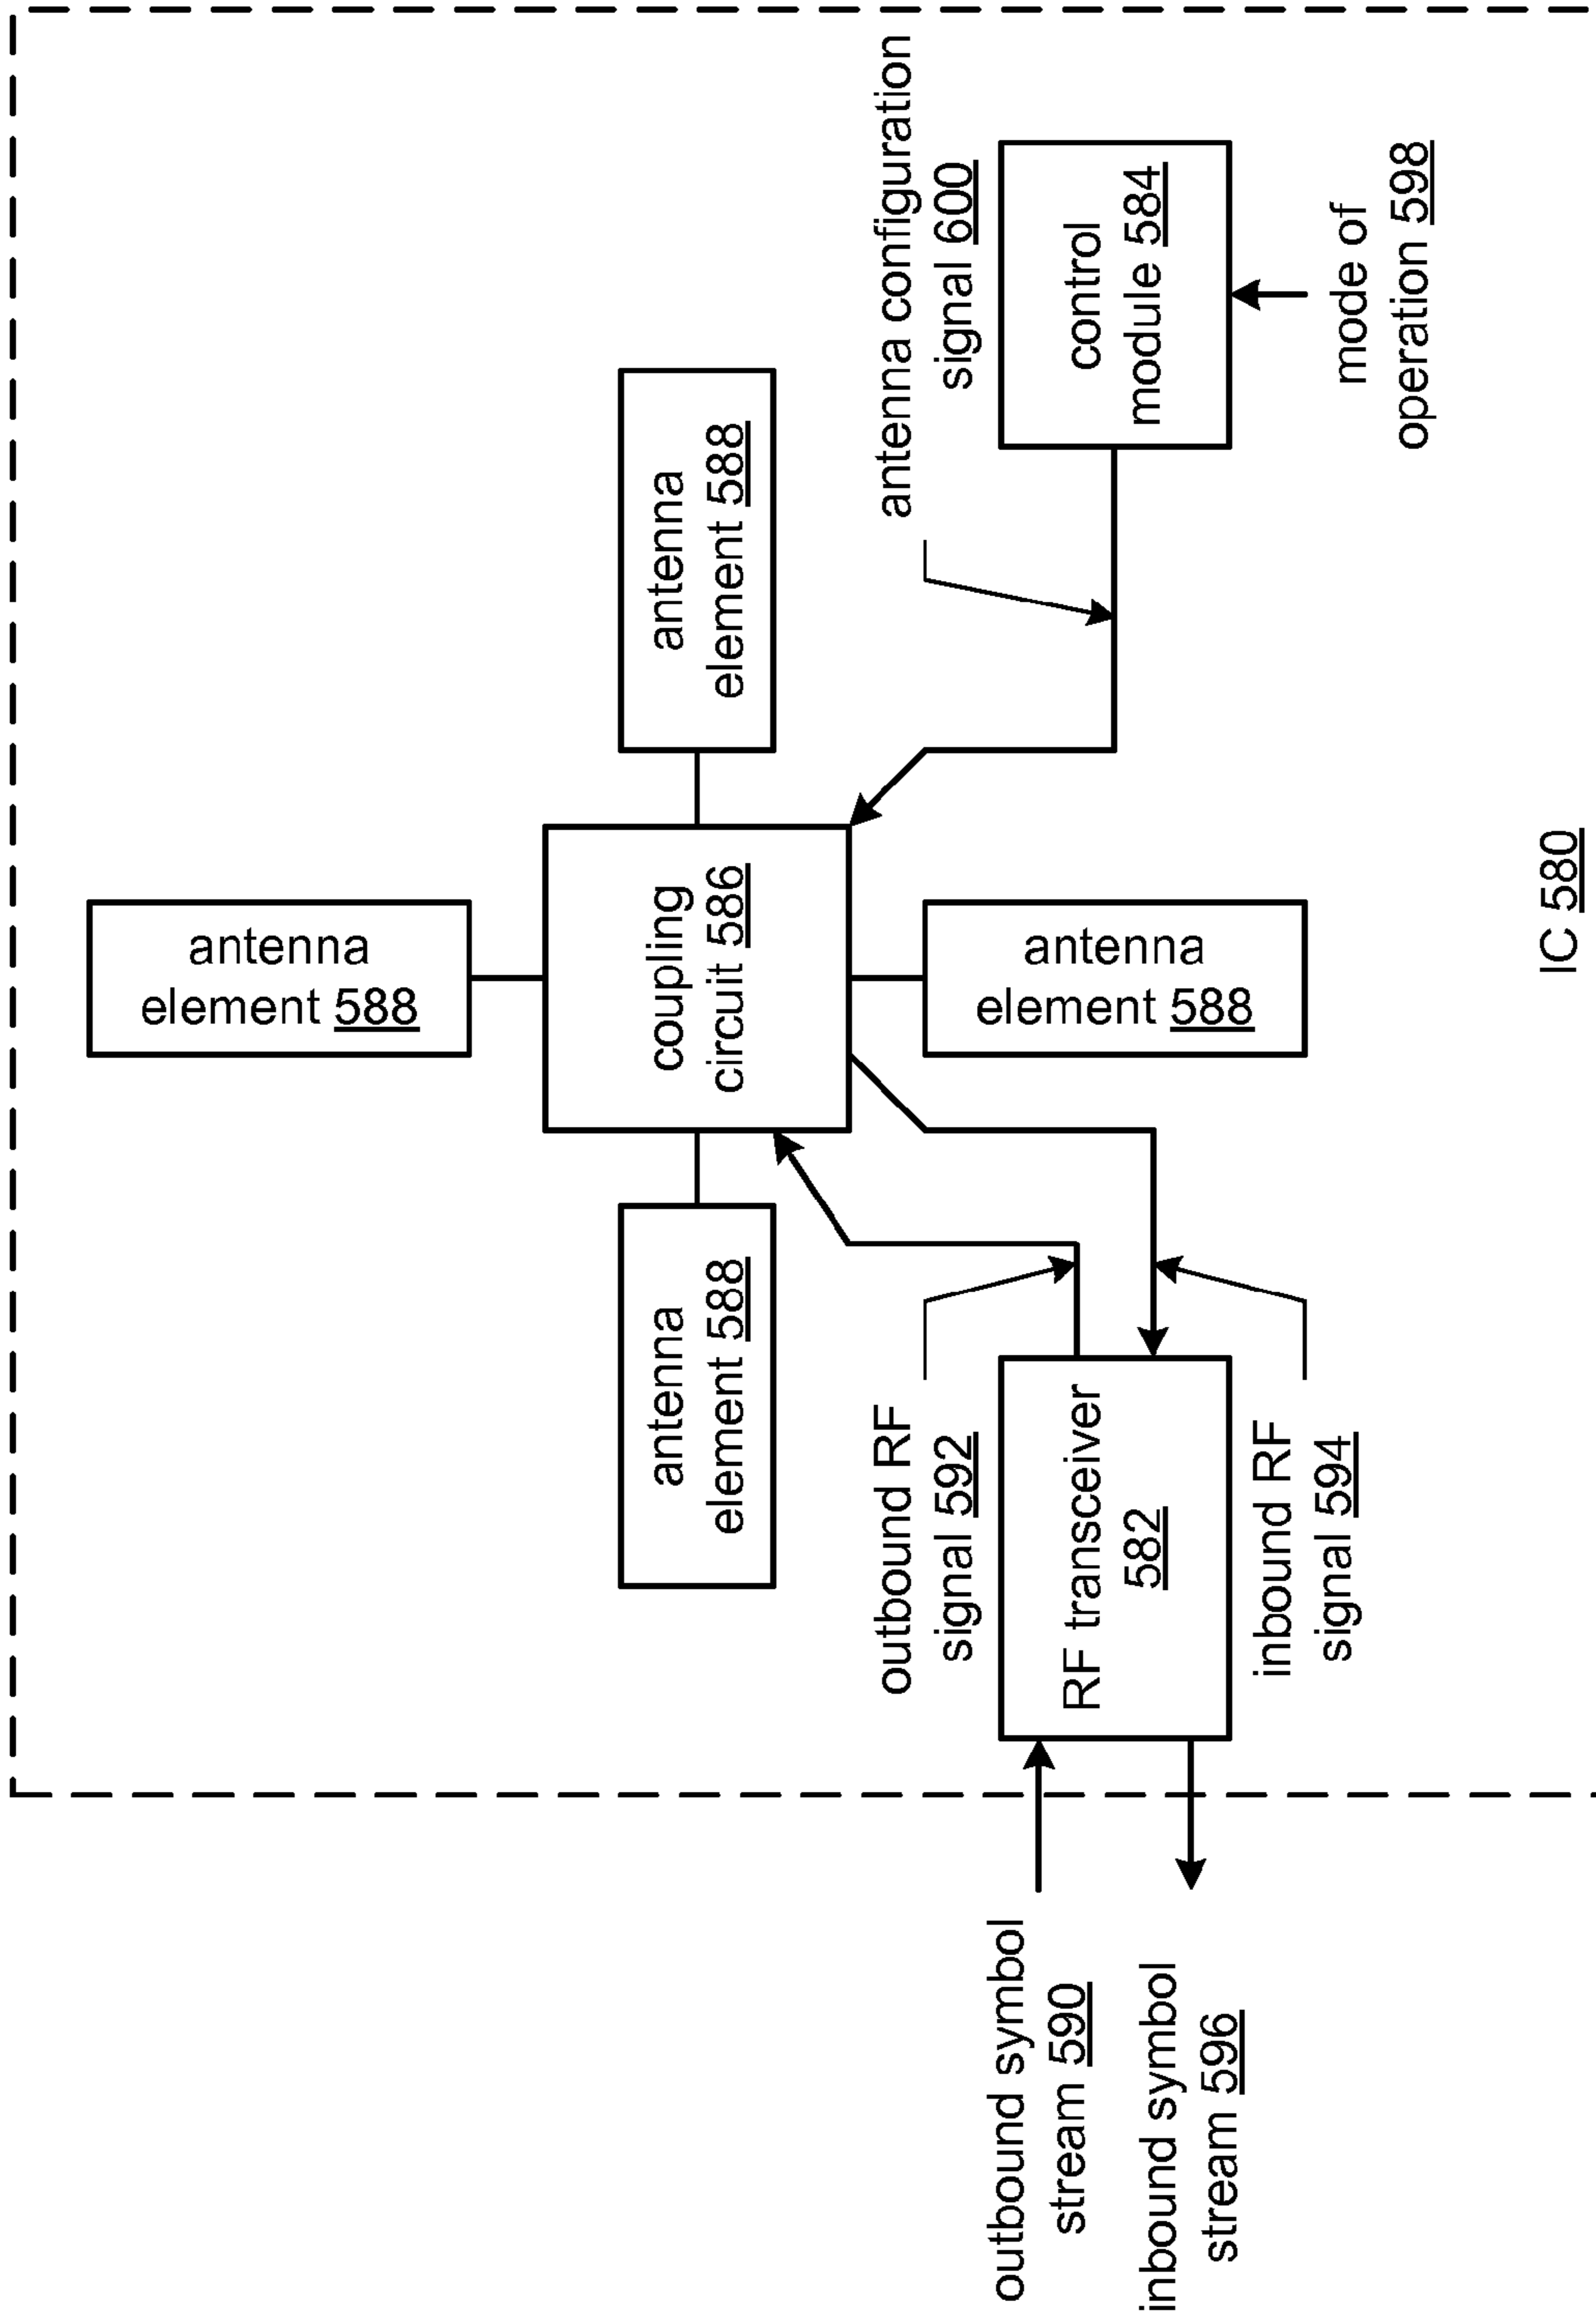 antenna
element 588
antenna
element 588
coupling
circuit 586
antenna
element 588
antenna
element 588
outbound RF
signal 592
antenna configuration
signal 600
outbound symbol
stream 590
RF transceiver
582
control
module 584
inbound symbol
stream 596
inbound RF
signal 594
mode of
operation 598
IC 580